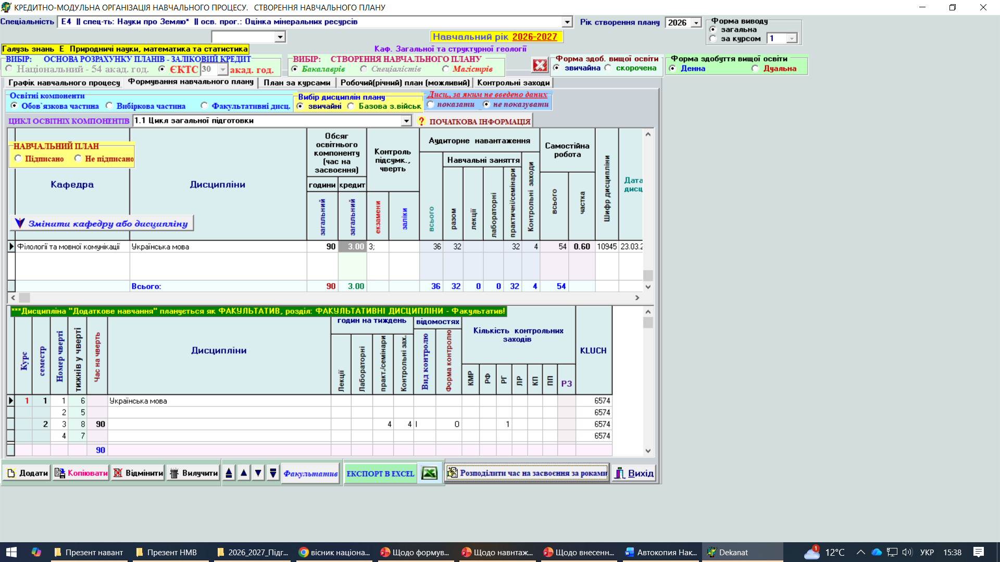 КРЕДИТНО-МОДУЛЬНА ОРГАНІЗАЦІЯ НАВЧАЛЬНОГО ПРОЦЕСУ.   СТВОРЕННЯ НАВЧАЛЬНОГО ПЛАНУ
Спеціальність E4 || спец-ть: Науки про Землю* || осв. прог.: Оцінка мінеральних ресурсів
Рік створення плану 2026
Форма виводу
загальна
за курсом 1
Навчальний рік 2026-2027
Галузь знань E Природничі науки, математика та статистика
Каф. Загальної та структурної геології
ВИБІР: ОСНОВА РОЗРАХУНКУ ПЛАНІВ - ЗАЛІКОВИЙ КРЕДИТ
Національний - 54 акад. год. ЄКТС 30 акад. год.
ВИБІР: СТВОРЕННЯ НАВЧАЛЬНОГО ПЛАНУ
Бакалаврів Спеціалістів Магістрів
Форма здоб. вищої освіти
звичайна скорочена
Форма здобуття вищої освіти
Денна Дуальна
Графік навчального процесу Формування навчального плану План за курсами Робочий(річний) план (можливий) Контрольні заходи
Освітні компоненти
Обов`язкова частина Вибіркова частина Факультативні дисц.
Вибір дисциплін плану
звичайні Базова з.військ
Дисц., за яким не введено даних
показати не показувати
ЦИКЛ ОСВІТНІХ КОМПОНЕНТІВ 1.1 Цикл загальної підготовки
? ПОЧАТКОВА ІНФОРМАЦІЯ
НАВЧАЛЬНИЙ ПЛАН
Підписано Не підписано
Кафедра
Дисципліни
Обсяг освітнього компоненту (час на засвоєння)
години кредит
загальний загальний
Контроль підсумк., чверть
екзамени заліки
Аудиторне навантаження
всього
Навчальні заняття
разом лекції лабораторні практичні/семінари
Контрольні заходи
Самостійна робота
всього частка
Шифр дисципліни
Дата
дисц
Змінити кафедру або дисципліну
Філології та мовної комунікації Українська мова 90 3.00 3; 36 32 32 4 54 0.60 10945 23.03.2
Всього: 90 3.00 36 32 0 0 32 4 54
***Дисципліна "Додаткове навчання" планується як ФАКУЛЬТАТИВ, розділ: ФАКУЛЬТАТИВНІ ДИСЦИПЛІНИ - Факультатив!
Курс семестр Номер чверті тижнів у чверті Час на чверть
Дисципліни
годин на тиждень
Лекції Лабораторні практ./семінари Контрольні зах.
відомостях
Вид контролю Форма контролю
Кількість контрольних заходів
КМР РФ РГ ЛР КП ПП РЗ
KLUCH
1 1 1 6 Українська мова 6574
2 5 6574
2 3 8 90 4 4 I O 1 6574
4 7 6574
90
Додати Копіювати Відмінити Вилучити Факультатив ЕКСПОРТ В EXCEL Розподілити час на засвоєння за роками Вихід
Презент навант Презент НМВ 2026_2027_Підг... вісник націона... Щодо формув... Щодо навнтаж... Щодо внесенн... Автокопия Нак... Dekanat 1 12°C УКР 15:38